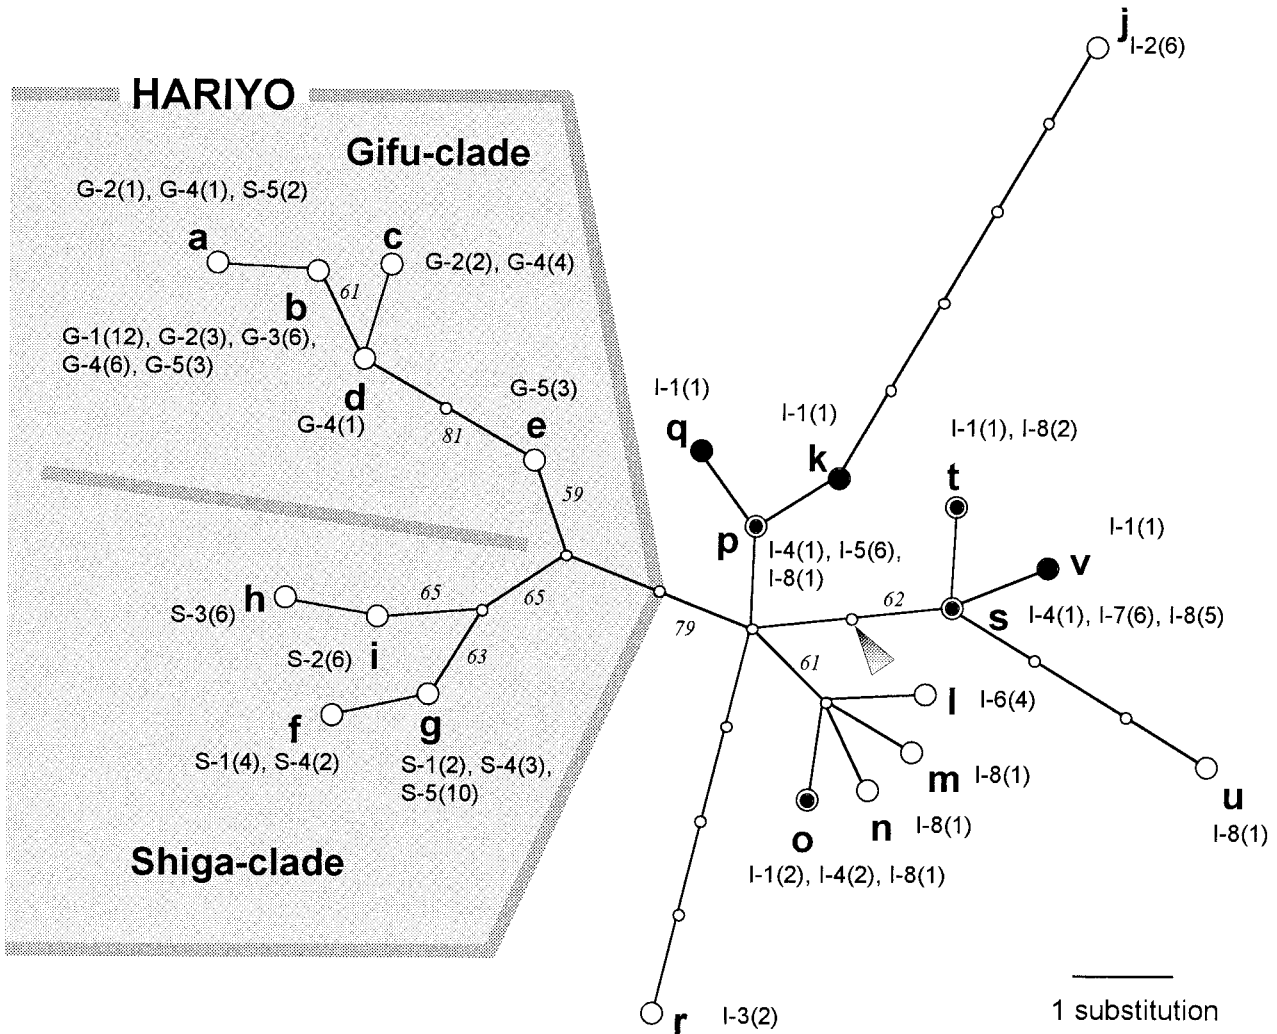 j
I-2(6)
HARIYO
Gifu-clade
G-2(1), G-4(1), S-5(2)
a
c
G-2(2), G-4(4)
61
b
G-1(12), G-2(3), G-3(6),
G-4(6), G-5(3)
d
G-4(1)
G-5(3)
e
81
59
I-1(1)
q
I-1(1)
k
I-1(1), I-8(2)
t
I-1(1)
v
p
I-4(1), I-5(6),
I-8(1)
62
s
I-4(1), I-7(6), I-8(5)
h
S-3(6)
65
65
79
i
S-2(6)
63
61
l
I-6(4)
f
g
S-1(4), S-4(2)
S-1(2), S-4(3),
S-5(10)
m
I-8(1)
n
I-8(1)
u
I-8(1)
o
I-1(2), I-4(2), I-8(1)
Shiga-clade
r
I-3(2)
1 substitution